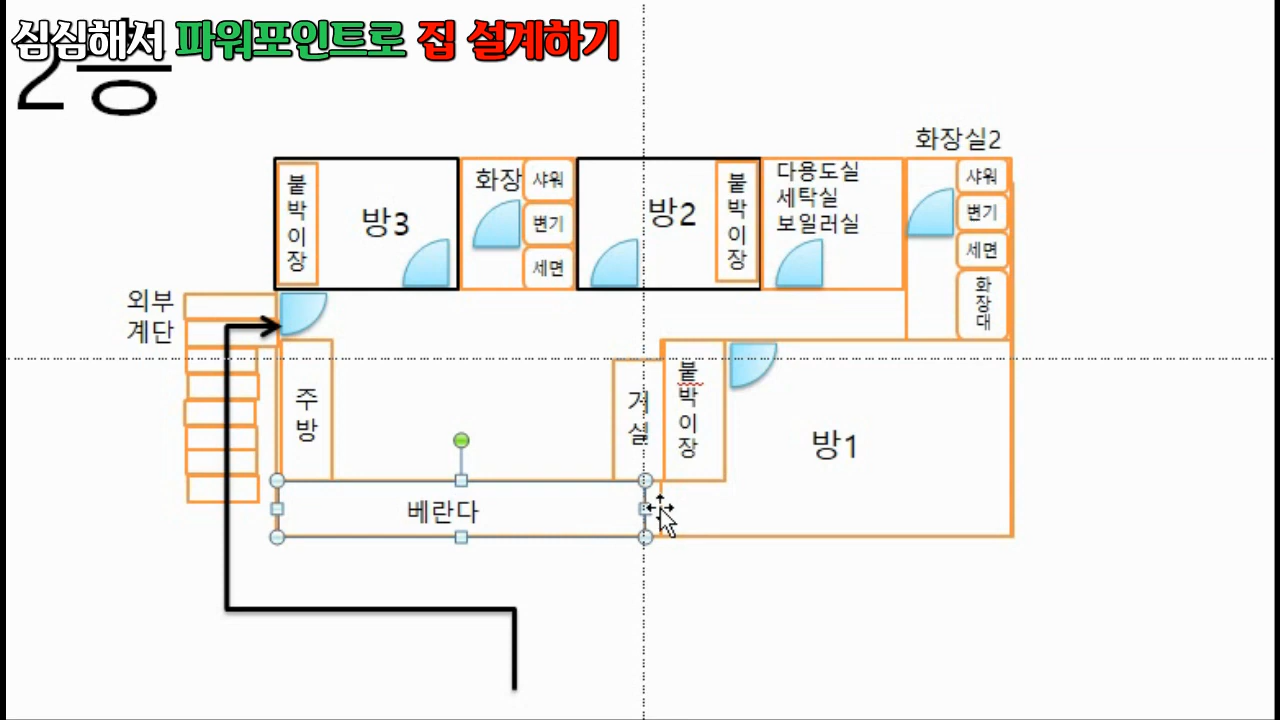 심심해서 파워포인트로 집 설계하기
2층
화장실2
붙
박
이
장
방3
화장
샤워
변기
세면
방2
붙
박
이
장
다용도실
세탁실
보일러실
샤워
변기
세면
화
장
대
외부
계단
주
방
거
실
붙
박
이
장
방1
베란다